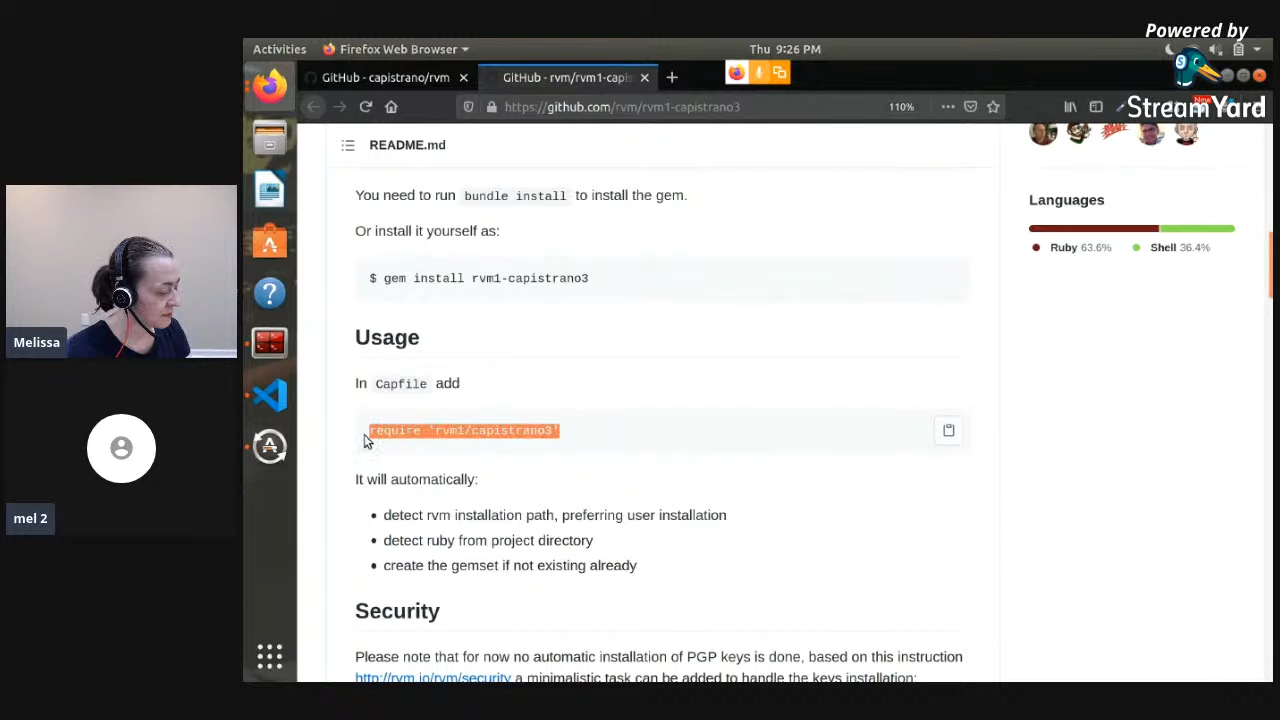 Powered by
StreamYard
Activities
Firefox Web Browser
Thu 9:26 PM
GitHub - capistrano/rvm
GitHub - rvm/rvm1-capis
https://github.com/rvm/rvm1-capistrano3
110%
New
README.md
You need to run bundle install to install the gem.
Or install it yourself as:
$ gem install rvm1-capistrano3
Usage
In Capfile add
require 'rvm1/capistrano3'
It will automatically:
detect rvm installation path, preferring user installation
detect ruby from project directory
create the gemset if not existing already
Security
Please note that for now no automatic installation of PGP keys is done, based on this instruction
http://rvm.io/rvm/security a minimalistic task can be added to handle the keys installation:
Languages
Ruby 63.6%
Shell 36.4%
Melissa
mel 2